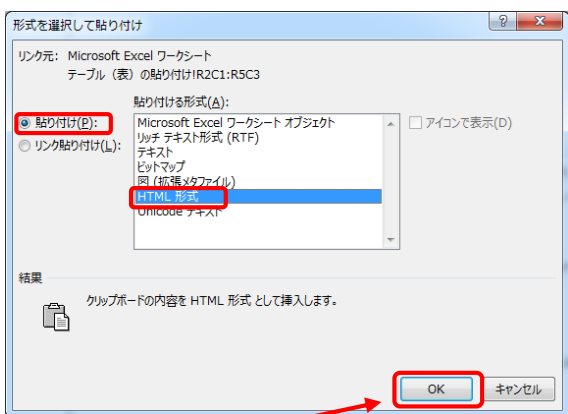 形式を選択して貼り付け
リンク元: Microsoft Excel ワークシート
テーブル（表）の貼り付け!R2C1:R5C3
貼り付ける形式(A):
貼り付け(P):
リンク貼り付け(L):
Microsoft Excel ワークシート オブジェクト
リッチ テキスト形式 (RTF)
テキスト
ビットマップ
図 (拡張メタファイル)
HTML 形式
Unicode テキスト
アイコンで表示(D)
結果
クリップボードの内容を HTML 形式 として挿入します。
OK
キャンセル